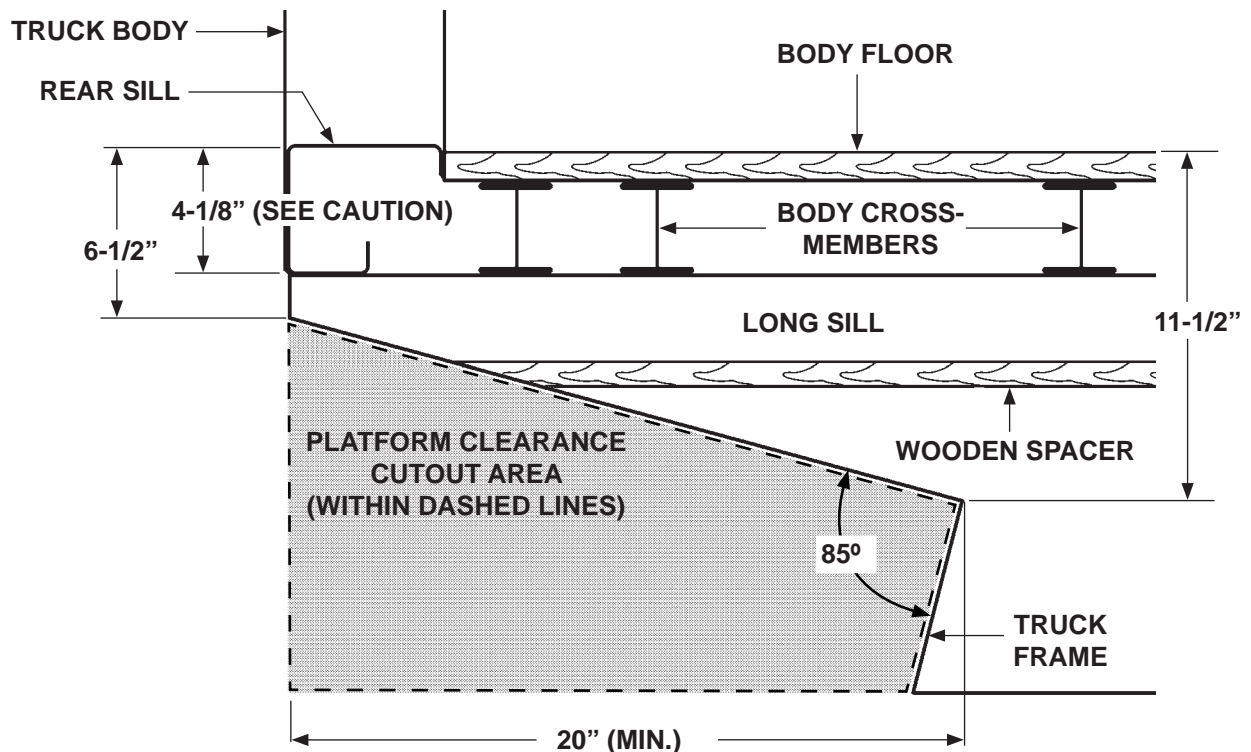 TRUCK BODY
REAR SILL
BODY FLOOR
4-1/8” (SEE CAUTION)
6-1/2”
BODY CROSS-
MEMBERS
LONG SILL
11-1/2”
PLATFORM CLEARANCE
CUTOUT AREA
(WITHIN DASHED LINES)
WOODEN SPACER
85º
TRUCK
FRAME
20” (MIN.)